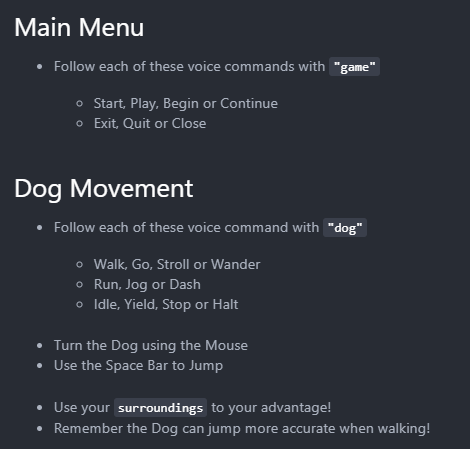 Main Menu
Follow each of these voice commands with "game"
Start, Play, Begin or Continue
Exit, Quit or Close
Dog Movement
Follow each of these voice command with "dog"
Walk, Go, Stroll or Wander
Run, Jog or Dash
Idle, Yield, Stop or Halt
Turn the Dog using the Mouse
Use the Space Bar to Jump
Use your surroundings to your advantage!
Remember the Dog can jump more accurate when walking!